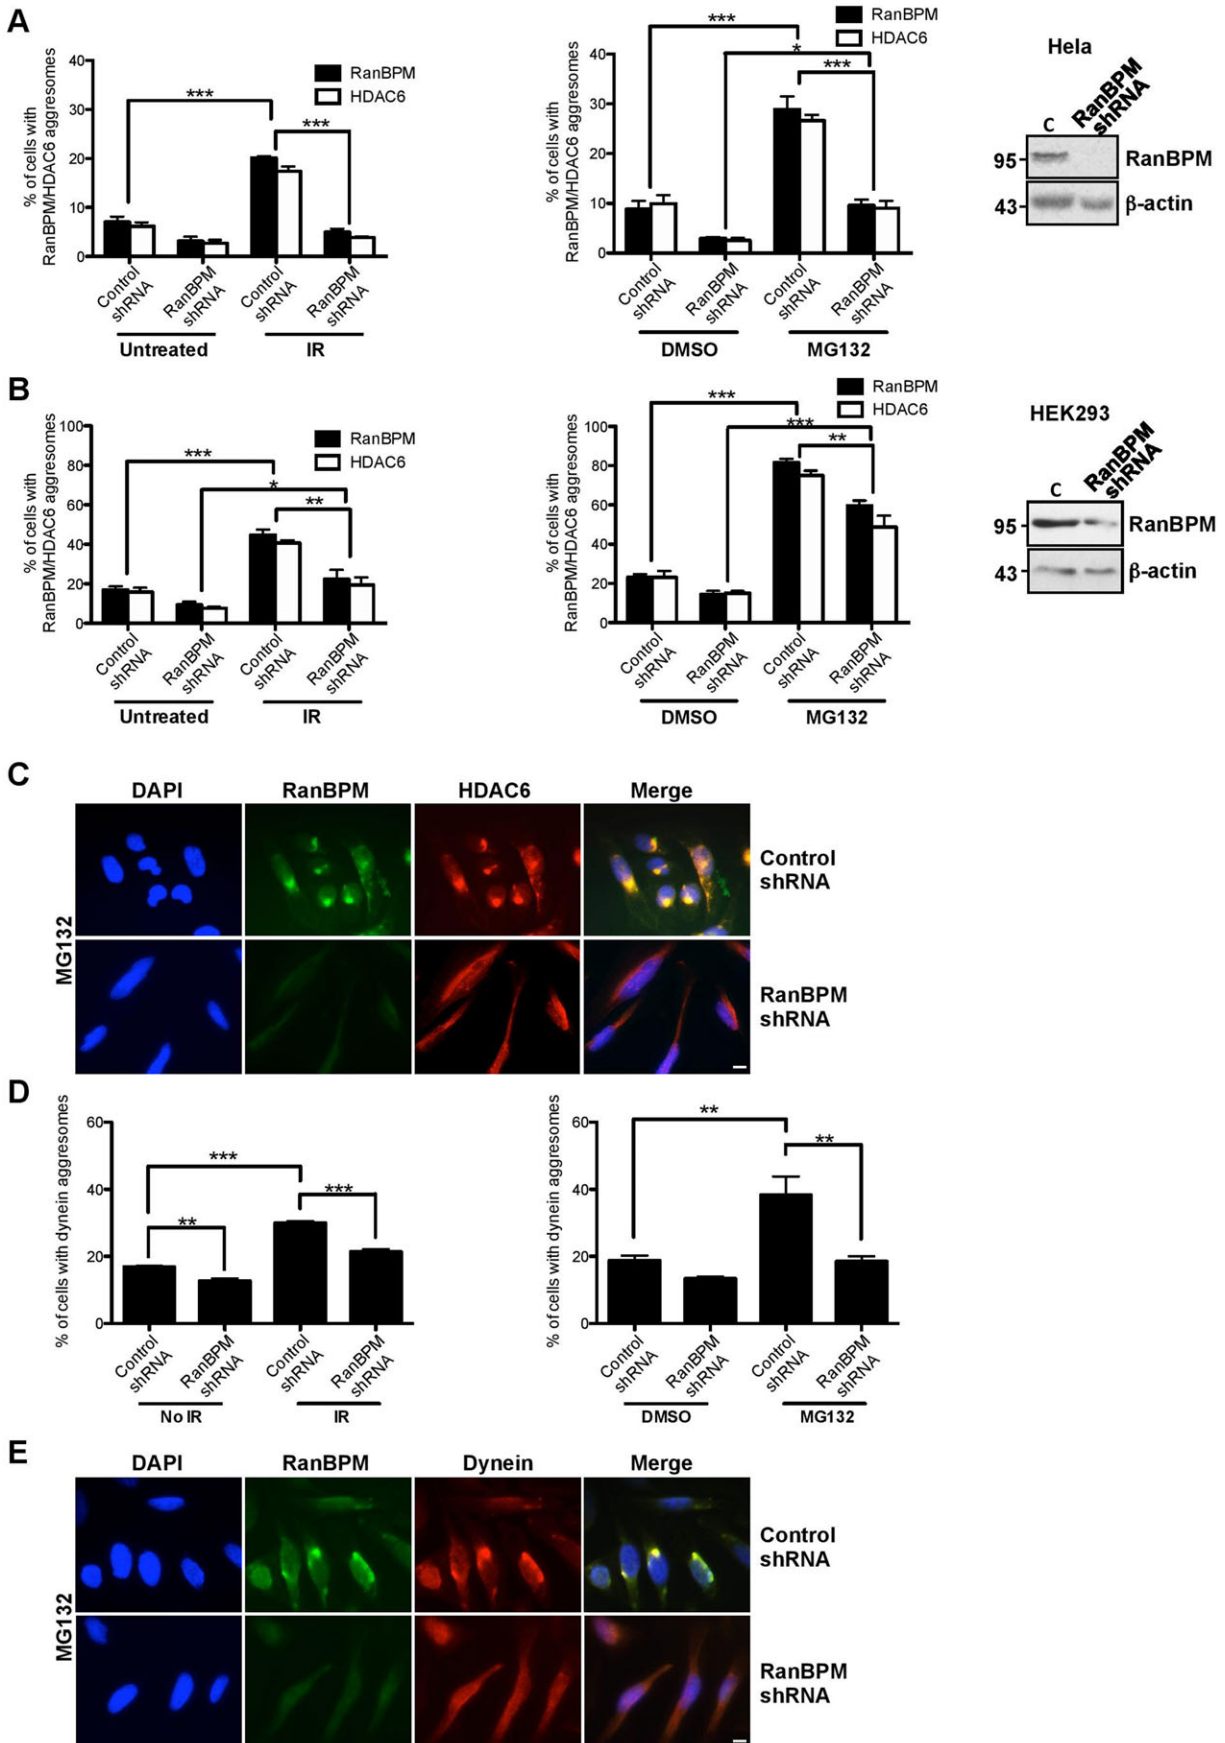 A
% of cells with
RanBPM/HDAC6 aggresomes
40
30
20
10
0
***
***
RanBPM
HDAC6
Control
shRNA
RanBPM
shRNA
Control
shRNA
RanBPM
shRNA
Untreated
IR
% of cells with
RanBPM/HDAC6 aggresomes
40
30
20
10
0
***
*
***
RanBPM
HDAC6
Control
shRNA
RanBPM
shRNA
Control
shRNA
RanBPM
shRNA
DMSO
MG132
Hela
C
RanBPM
shRNA
95
RanBPM
43
β-actin
B
% of cells with
RanBPM/HDAC6 aggresomes
100
80
60
40
20
0
***
*
**
RanBPM
HDAC6
Control
shRNA
RanBPM
shRNA
Control
shRNA
RanBPM
shRNA
Untreated
IR
% of cells with
RanBPM/HDAC6 aggresomes
100
80
60
40
20
0
***
***
**
RanBPM
HDAC6
Control
shRNA
RanBPM
shRNA
Control
shRNA
RanBPM
shRNA
DMSO
MG132
HEK293
C
RanBPM
shRNA
95
RanBPM
43
β-actin
C
DAPI
RanBPM
HDAC6
Merge
MG132
Control
shRNA
RanBPM
shRNA
D
% of cells with dynein aggresomes
60
40
20
0
***
**
***
Control
shRNA
RanBPM
shRNA
Control
shRNA
RanBPM
shRNA
No IR
IR
% of cells with dynein aggresomes
60
40
20
0
**
**
Control
shRNA
RanBPM
shRNA
Control
shRNA
RanBPM
shRNA
DMSO
MG132
E
DAPI
RanBPM
Dynein
Merge
MG132
Control
shRNA
RanBPM
shRNA